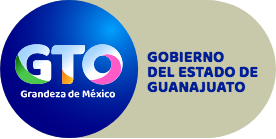 GTO
Grandeza de México
GOBIERNO
DEL ESTADO DE
GUANAJUATO